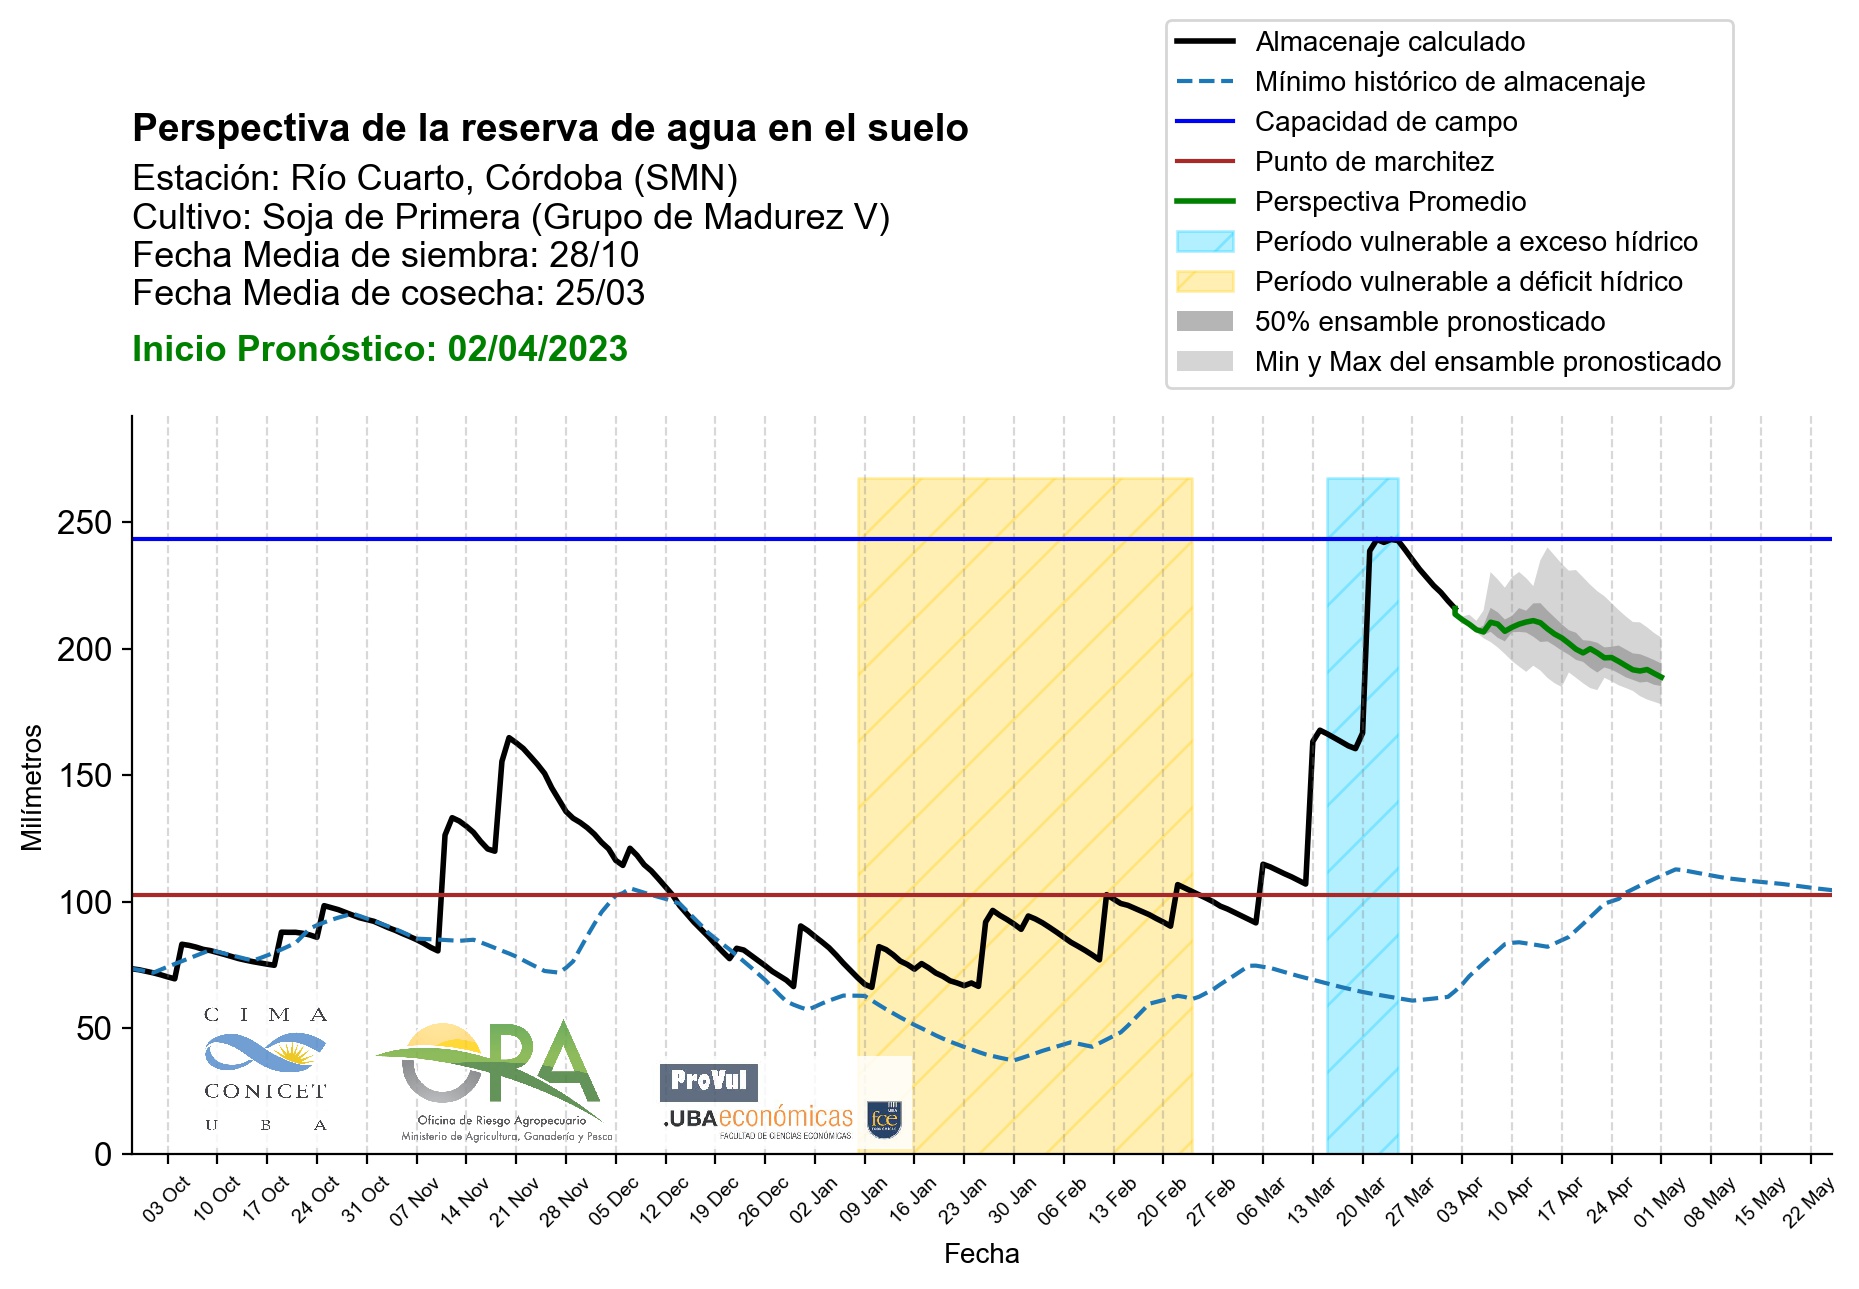 Almacenaje calculado
Mínimo histórico de almacenaje
Capacidad de campo
Punto de marchitez
Perspectiva Promedio
Período vulnerable a exceso hídrico
Período vulnerable a déficit hídrico
50% ensamble pronosticado
Min y Max del ensamble pronosticado
Perspectiva de la reserva de agua en el suelo
Estación: Río Cuarto, Córdoba (SMN)
Cultivo: Soja de Primera (Grupo de Madurez V)
Fecha Media de siembra: 28/10
Fecha Media de cosecha: 25/03
Inicio Pronóstico: 02/04/2023
Milímetros
250
200
150
100
50
0
C I M A
CONICET
U B A
ORA
Oficina de Riesgo Agropecuario
Ministerio de Agricultura, Ganadería y Pesca
ProVul
.UBAeconómicas
FACULTAD DE CIENCIAS ECONÓMICAS
fce
03 Oct
10 Oct
17 Oct
24 Oct
31 Oct
07 Nov
14 Nov
21 Nov
28 Nov
05 Dec
12 Dec
19 Dec
26 Dec
02 Jan
09 Jan
16 Jan
23 Jan
30 Jan
06 Feb
13 Feb
20 Feb
27 Feb
06 Mar
13 Mar
20 Mar
27 Mar
03 Apr
10 Apr
17 Apr
24 Apr
01 May
08 May
15 May
22 May
Fecha